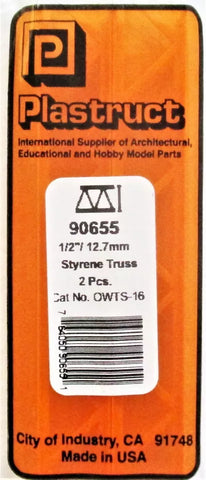 P
Plastruct
International Supplier of Architectural,
Educational and Hobby Model Parts
90655
1/2"/ 12.7mm
Styrene Truss
2 Pcs.
Cat No. OWTS-16
City of Industry, CA 91748
Made in USA